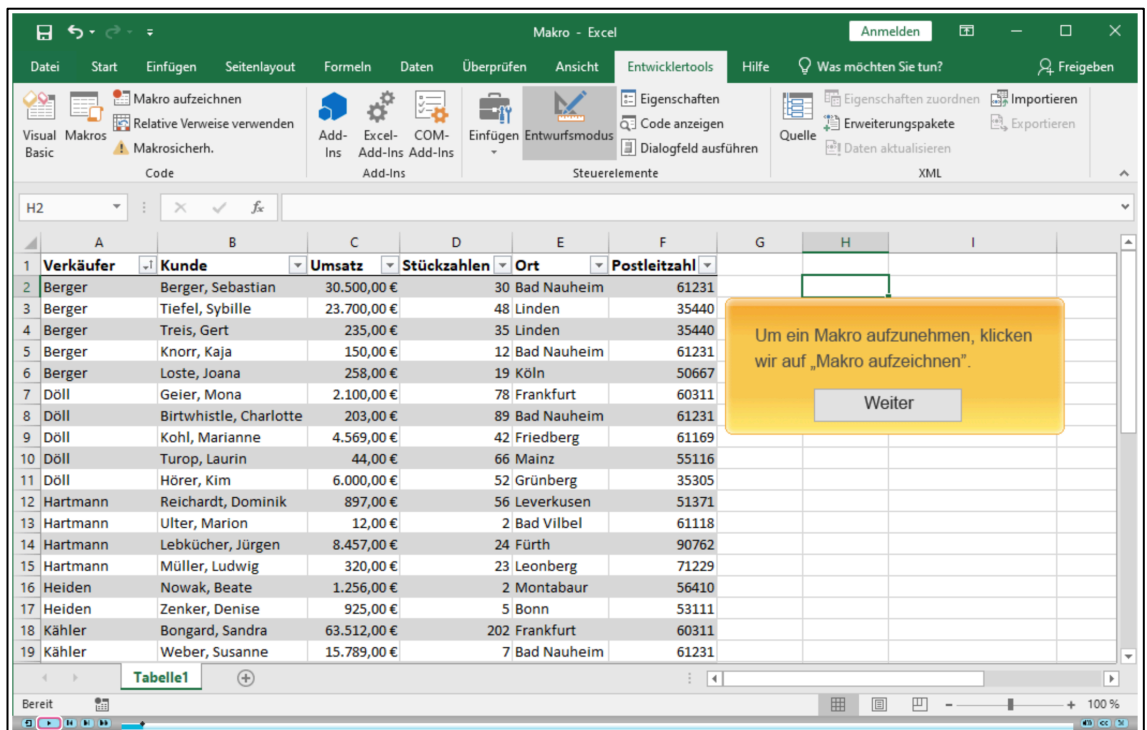 Makro - Excel Anmelden
Datei Start Einfügen Seitenlayout Formeln Daten Überprüfen Ansicht Entwicklertools Hilfe Was möchten Sie tun? Freigeben
Visual Basic
Makros
Makro aufzeichnen
Relative Verweise verwenden
Makrosicherh.
Code
Add-Ins
Excel-Add-Ins
COM-Add-Ins
Add-Ins
Einfügen
Entwurfsmodus
Eigenschaften
Code anzeigen
Dialogfeld ausführen
Steuerelemente
Quelle
Eigenschaften zuordnen
Erweiterungspakete
Daten aktualisieren
Importieren
Exportieren
XML
H2 fx
A B C D E F G H I
1 Verkäufer Kunde Umsatz Stückzahlen Ort Postleitzahl
2 Berger Berger, Sebastian 30.500,00 € 30 Bad Nauheim 61231
3 Berger Tiefel, Sybille 23.700,00 € 48 Linden 35440
4 Berger Treis, Gert 235,00 € 35 Linden 35440
5 Berger Knorr, Kaja 150,00 € 12 Bad Nauheim 61231
6 Berger Loste, Joana 258,00 € 19 Köln 50667
7 Döll Geier, Mona 2.100,00 € 78 Frankfurt 60311
8 Döll Birtwhistle, Charlotte 203,00 € 89 Bad Nauheim 61231
9 Döll Kohl, Marianne 4.569,00 € 42 Friedberg 61169
10 Döll Turop, Laurin 44,00 € 66 Mainz 55116
11 Döll Hörer, Kim 6.000,00 € 52 Grünberg 35305
12 Hartmann Reichardt, Dominik 897,00 € 56 Leverkusen 51371
13 Hartmann Ulter, Marion 12,00 € 2 Bad Vilbel 61118
14 Hartmann Lebkücher, Jürgen 8.457,00 € 24 Fürth 90762
15 Hartmann Müller, Ludwig 320,00 € 23 Leonberg 71229
16 Heiden Nowak, Beate 1.256,00 € 2 Montabaur 56410
17 Heiden Zenker, Denise 925,00 € 5 Bonn 53111
18 Kähler Bongard, Sandra 63.512,00 € 202 Frankfurt 60311
19 Kähler Weber, Susanne 15.789,00 € 7 Bad Nauheim 61231
Um ein Makro aufzunehmen, klicken
wir auf „Makro aufzeichnen”.
Weiter
Tabelle1
Bereit 100 %